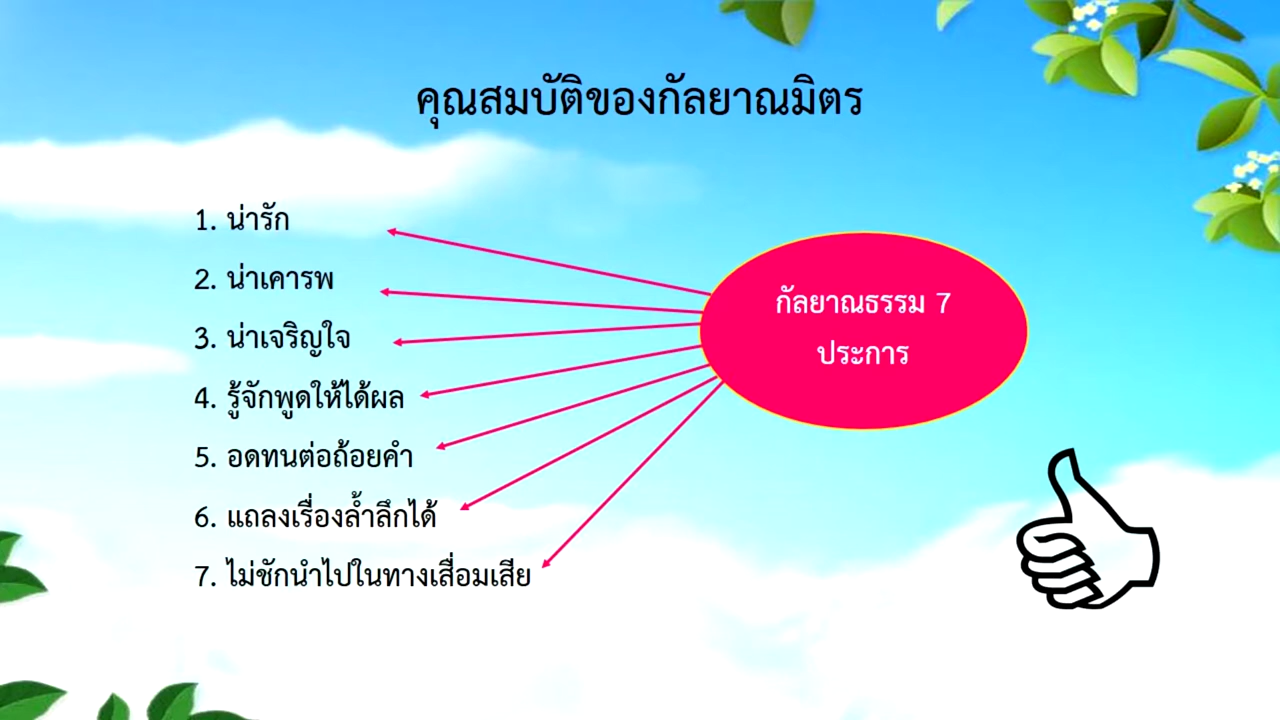 คุณสมบัติของกัลยาณมิตร
1. น่ารัก
2. น่าเคารพ
3. น่าเจริญใจ
4. รู้จักพูดให้ได้ผล
5. อดทนต่อถ้อยคำ
6. แถลงเรื่องล้ำลึกได้
7. ไม่ชักนำไปในทางเสื่อมเสีย
กัลยาณธรรม 7
ประการ